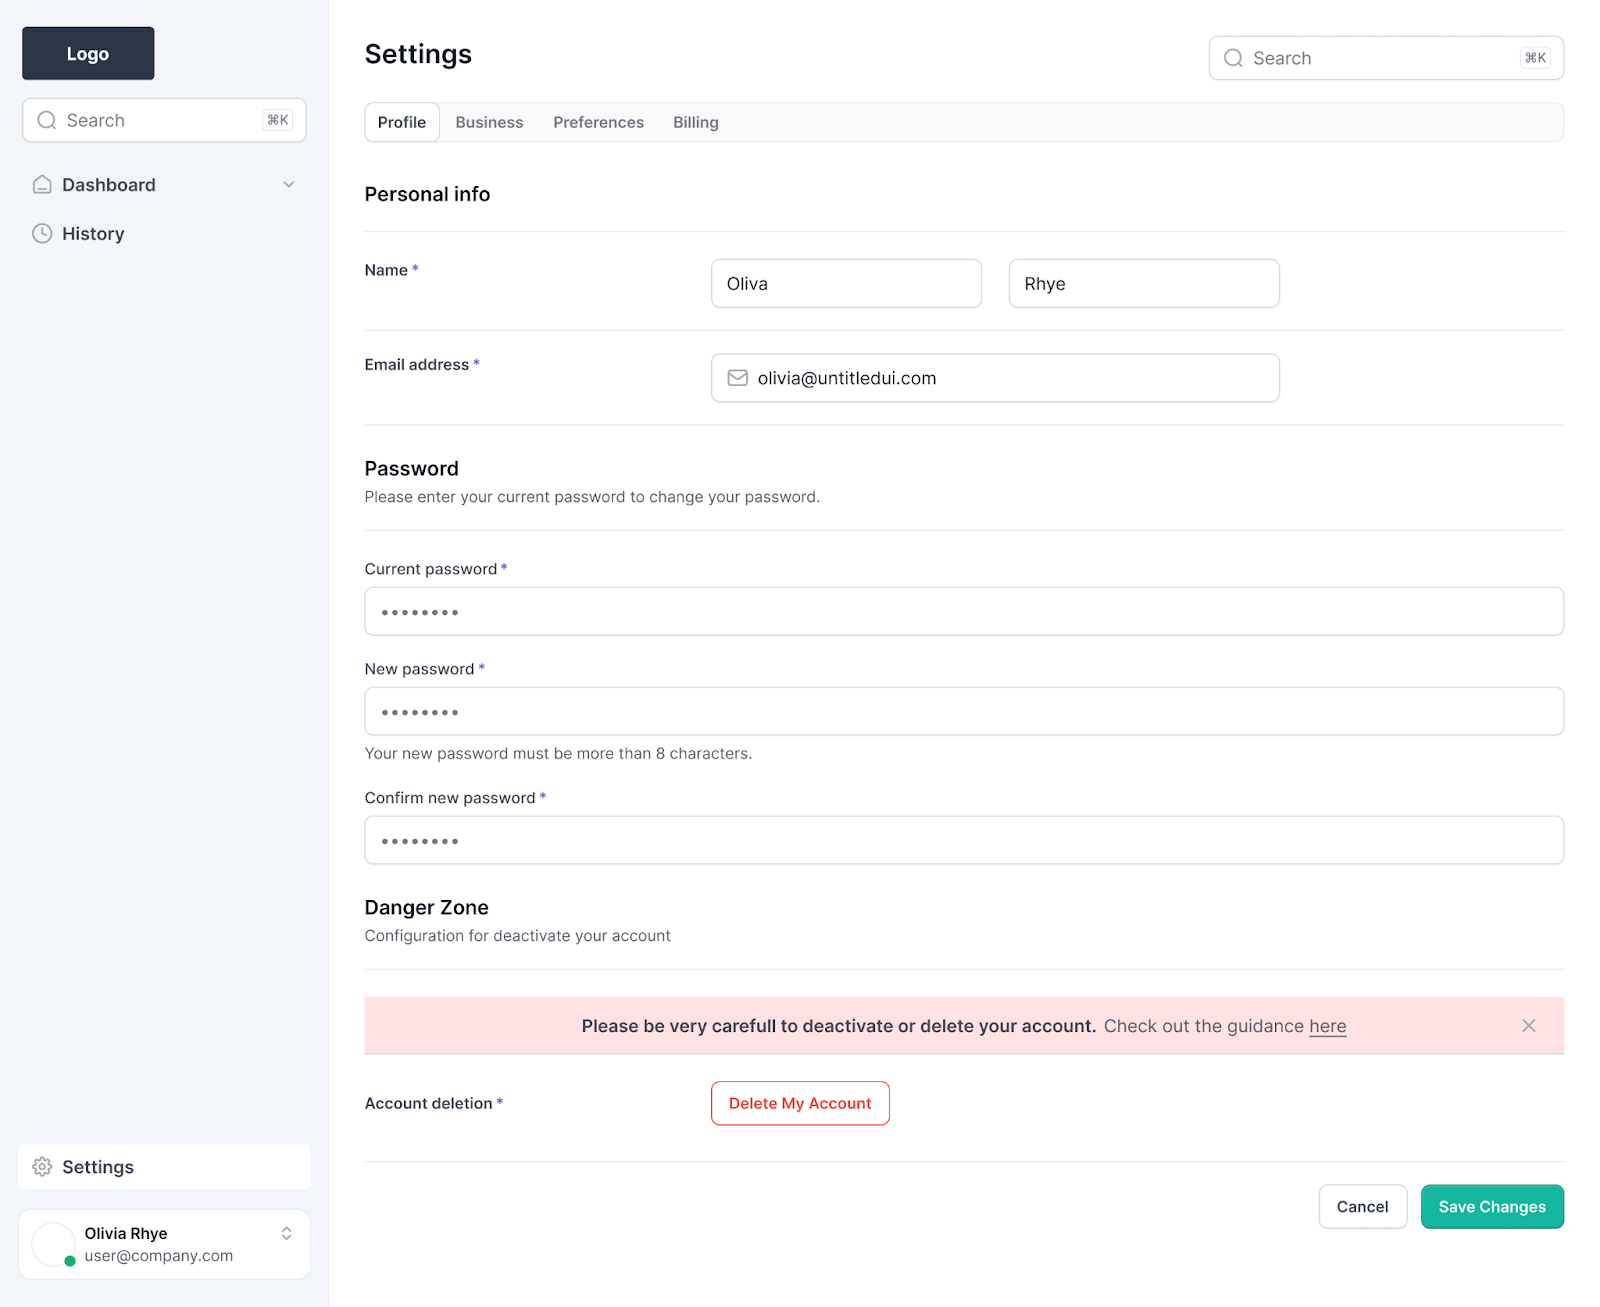 Logo
Search ⌘K
Dashboard
History
Settings
Olivia Rhye
user@company.com
Settings
Search ⌘K
Profile Business Preferences Billing
Personal info
Name * Oliva Rhye
Email address * olivia@untitledui.com
Password
Please enter your current password to change your password.
Current password *
••••••••
New password *
••••••••
Your new password must be more than 8 characters.
Confirm new password *
••••••••
Danger Zone
Configuration for deactivate your account
Please be very carefull to deactivate or delete your account. Check out the guidance here
Account deletion * Delete My Account
Cancel Save Changes